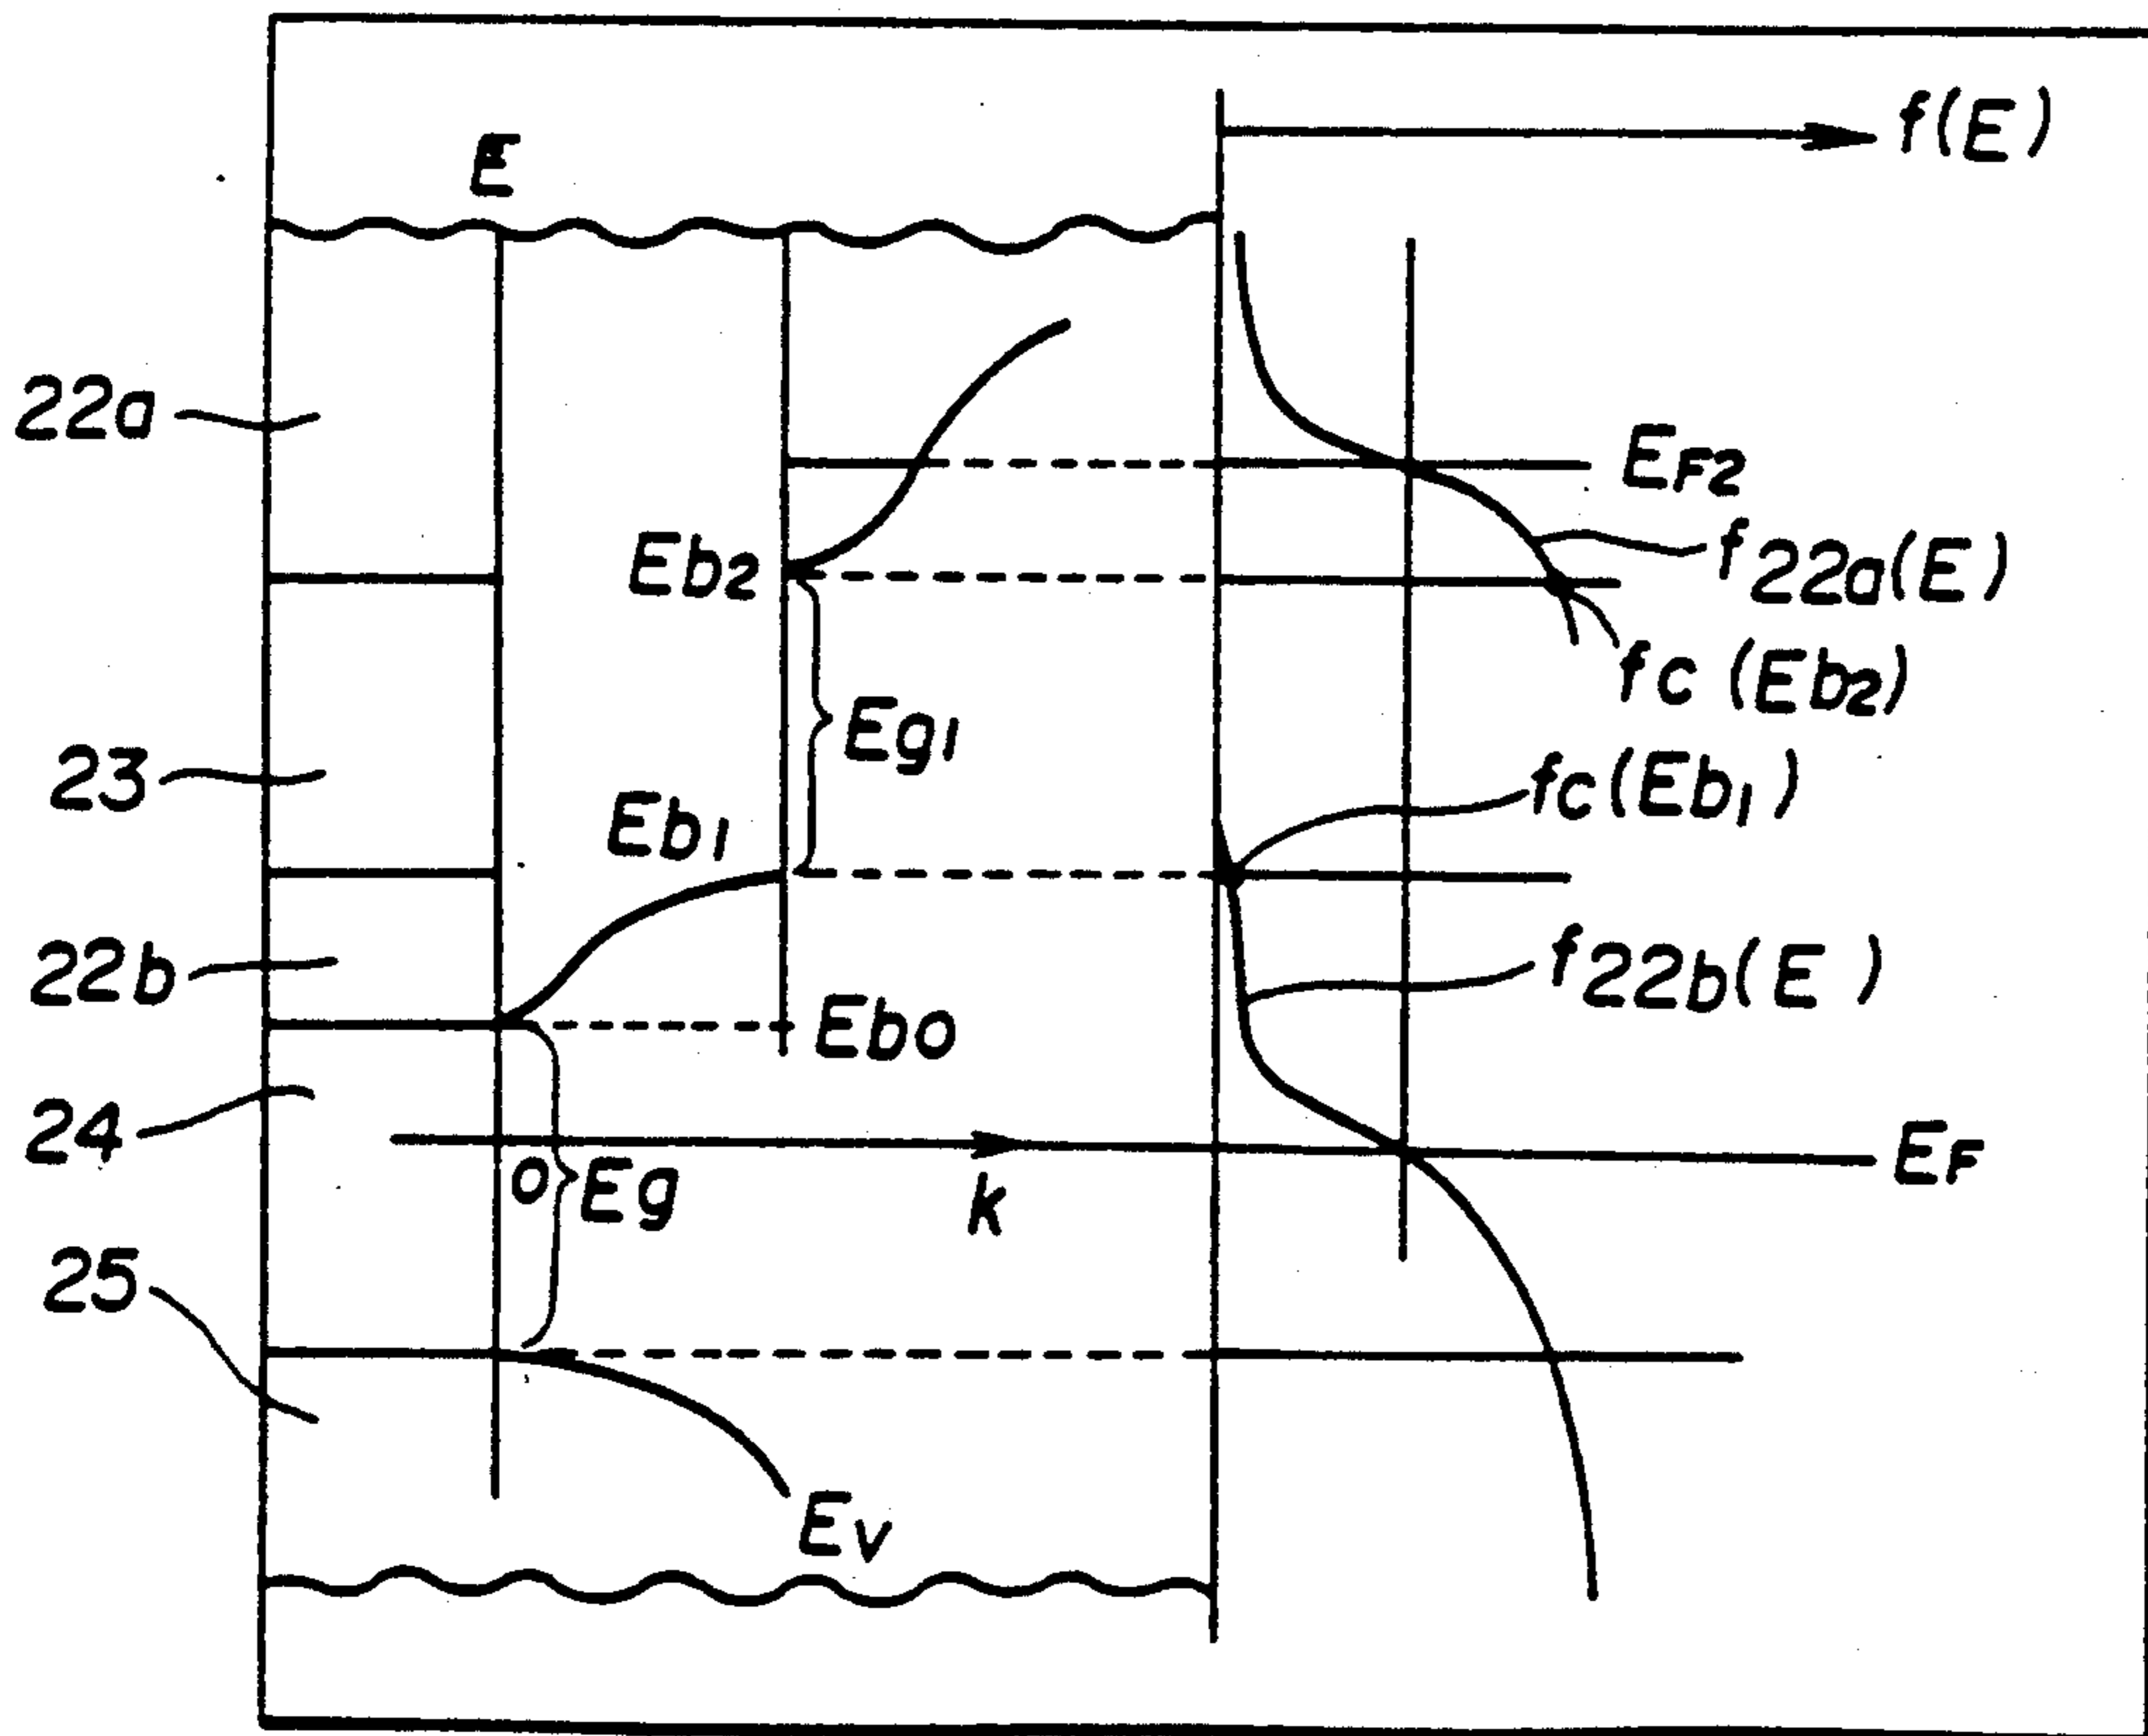 f(E)
E
22a
EF2
Eb2
f22a(E)
fc (Eb2)
Eg1
23
fc(Eb1)
Eb1
22b
f22b(E )
Eb0
24
EF
0
Eg
k
25
Ev